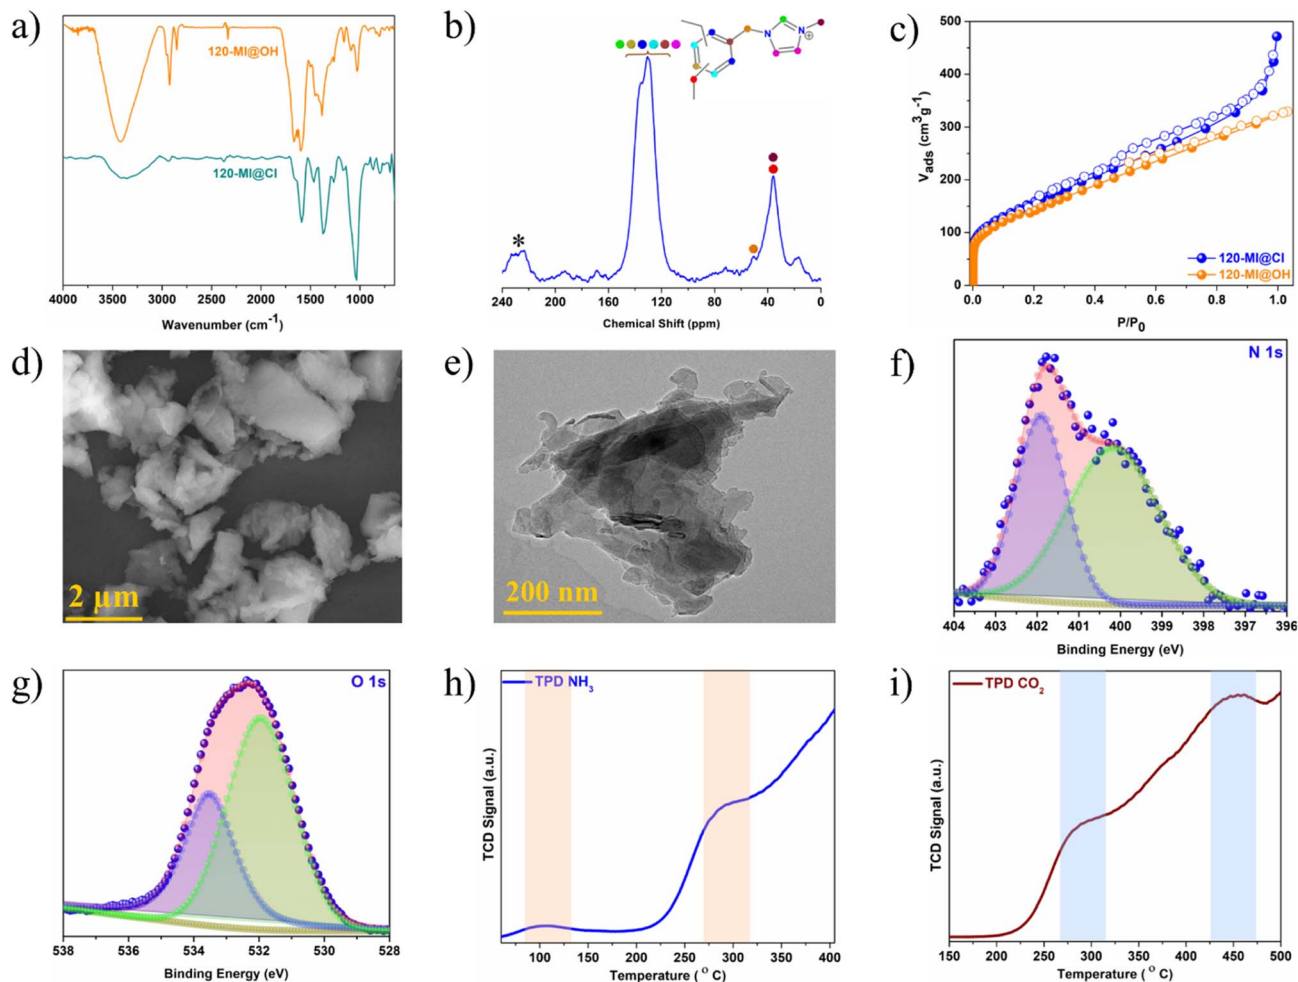 a)
120-MI@OH
120-MI@Cl
4000 3500 3000 2500 2000 1500 1000
Wavenumber (cm-1)
b)
*
N
N
+
240 200 160 120 80 40 0
Chemical Shift (ppm)
c)
Vads (cm3g-1)
500
400
300
200
100
0
120-MI@Cl
120-MI@OH
0.0 0.2 0.4 0.6 0.8 1.0
P/P0
d)
2 µm
e)
200 nm
f)
N 1s
404 403 402 401 400 399 398 397 396
Binding Energy (eV)
g)
O 1s
538 536 534 532 530 528
Binding Energy (eV)
h)
TPD NH3
TCD Signal (a.u.)
100 150 200 250 300 350 400
Temperature (° C)
i)
TPD CO2
TCD Signal (a.u.)
150 200 250 300 350 400 450 500
Temperature (° C)